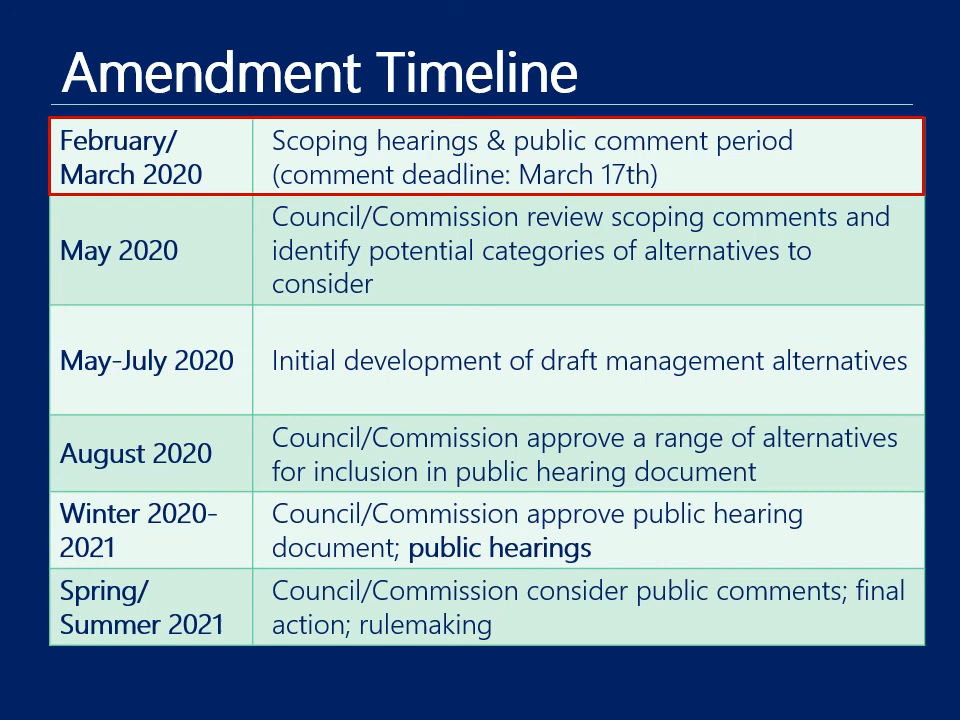 Amendment Timeline
February/
March 2020
Scoping hearings & public comment period
(comment deadline: March 17th)
May 2020
Council/Commission review scoping comments and
identify potential categories of alternatives to
consider
May-July 2020
Initial development of draft management alternatives
August 2020
Council/Commission approve a range of alternatives
for inclusion in public hearing document
Winter 2020-
2021
Council/Commission approve public hearing
document; public hearings
Spring/
Summer 2021
Council/Commission consider public comments; final
action; rulemaking